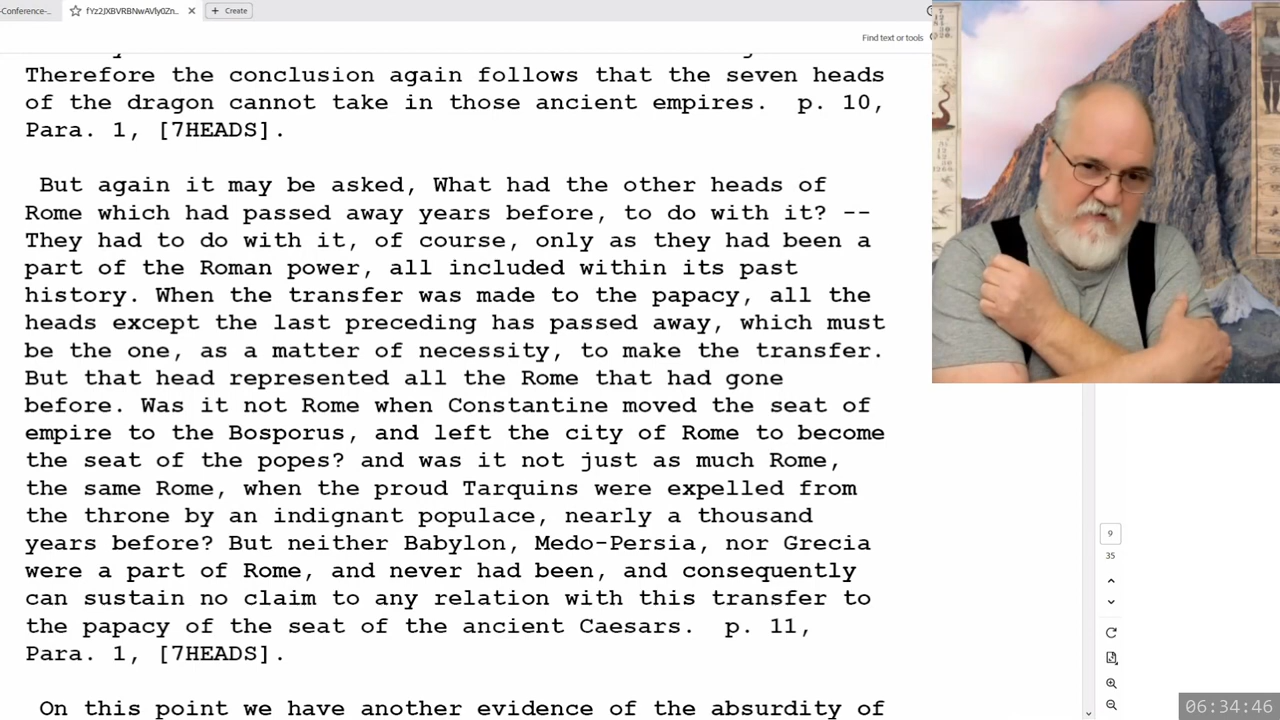 -Conference-...
fYz2JXBVRBNwAVly0Zn...
Create
Find text or tools
Therefore the conclusion again follows that the seven heads
of the dragon cannot take in those ancient empires.  p. 10,
Para. 1, [7HEADS].
But again it may be asked, What had the other heads of
Rome which had passed away years before, to do with it? --
They had to do with it, of course, only as they had been a
part of the Roman power, all included within its past
history. When the transfer was made to the papacy, all the
heads except the last preceding has passed away, which must
be the one, as a matter of necessity, to make the transfer.
But that head represented all the Rome that had gone
before. Was it not Rome when Constantine moved the seat of
empire to the Bosporus, and left the city of Rome to become
the seat of the popes? and was it not just as much Rome,
the same Rome, when the proud Tarquins were expelled from
the throne by an indignant populace, nearly a thousand
years before? But neither Babylon, Medo-Persia, nor Grecia
were a part of Rome, and never had been, and consequently
can sustain no claim to any relation with this transfer to
the papacy of the seat of the ancient Caesars.  p. 11,
Para. 1, [7HEADS].
On this point we have another evidence of the absurdity of
9
35
06:34:46